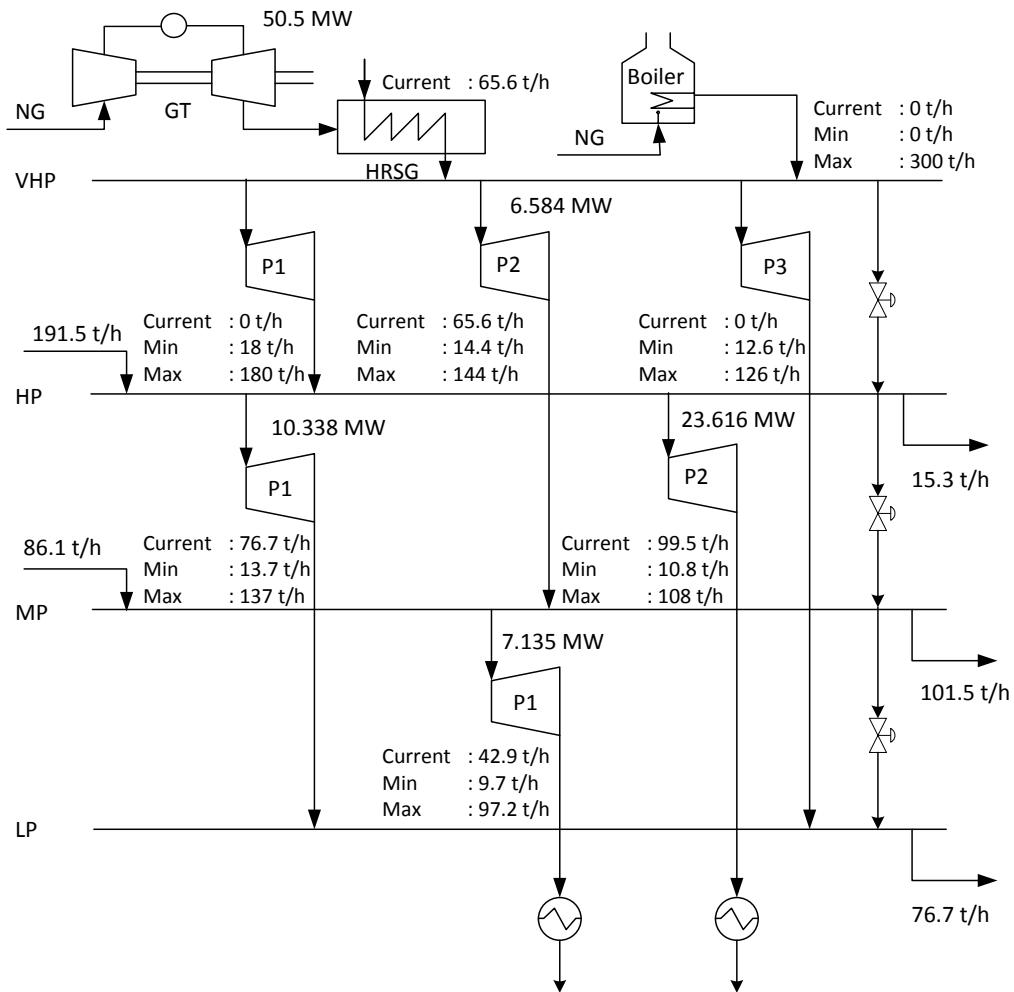 50.5 MW
Current : 65.6 t/h
Boiler
NG
GT
NG
Current : 0 t/h
Min : 0 t/h
Max : 300 t/h
HRSG
VHP
6.584 MW
P1
P2
P3
191.5 t/h
Current : 0 t/h
Min : 18 t/h
Max : 180 t/h
Current : 65.6 t/h
Min : 14.4 t/h
Max : 144 t/h
Current : 0 t/h
Min : 12.6 t/h
Max : 126 t/h
HP
10.338 MW
23.616 MW
P1
P2
15.3 t/h
86.1 t/h
Current : 76.7 t/h
Min : 13.7 t/h
Max : 137 t/h
Current : 99.5 t/h
Min : 10.8 t/h
Max : 108 t/h
MP
7.135 MW
P1
101.5 t/h
Current : 42.9 t/h
Min : 9.7 t/h
Max : 97.2 t/h
LP
76.7 t/h